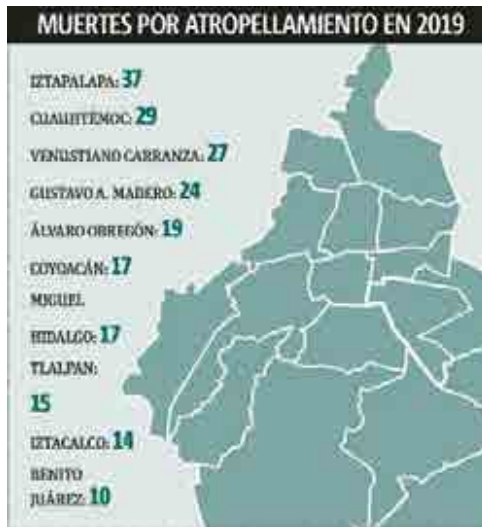 MUERTES POR ATROPELLAMIENTO EN 2019
IZTAPALAPA: 37
CUAUHTÉMOC: 29
VENUSTIANO CARRANZA: 27
GUSTAVO A. MADERO: 24
ÁLVARO OBREGÓN: 19
COYOACÁN: 17
MIGUEL
HIDALGO: 17
TLALPAN:
15
IZTACALCO: 14
BENITO
JUÁREZ: 10